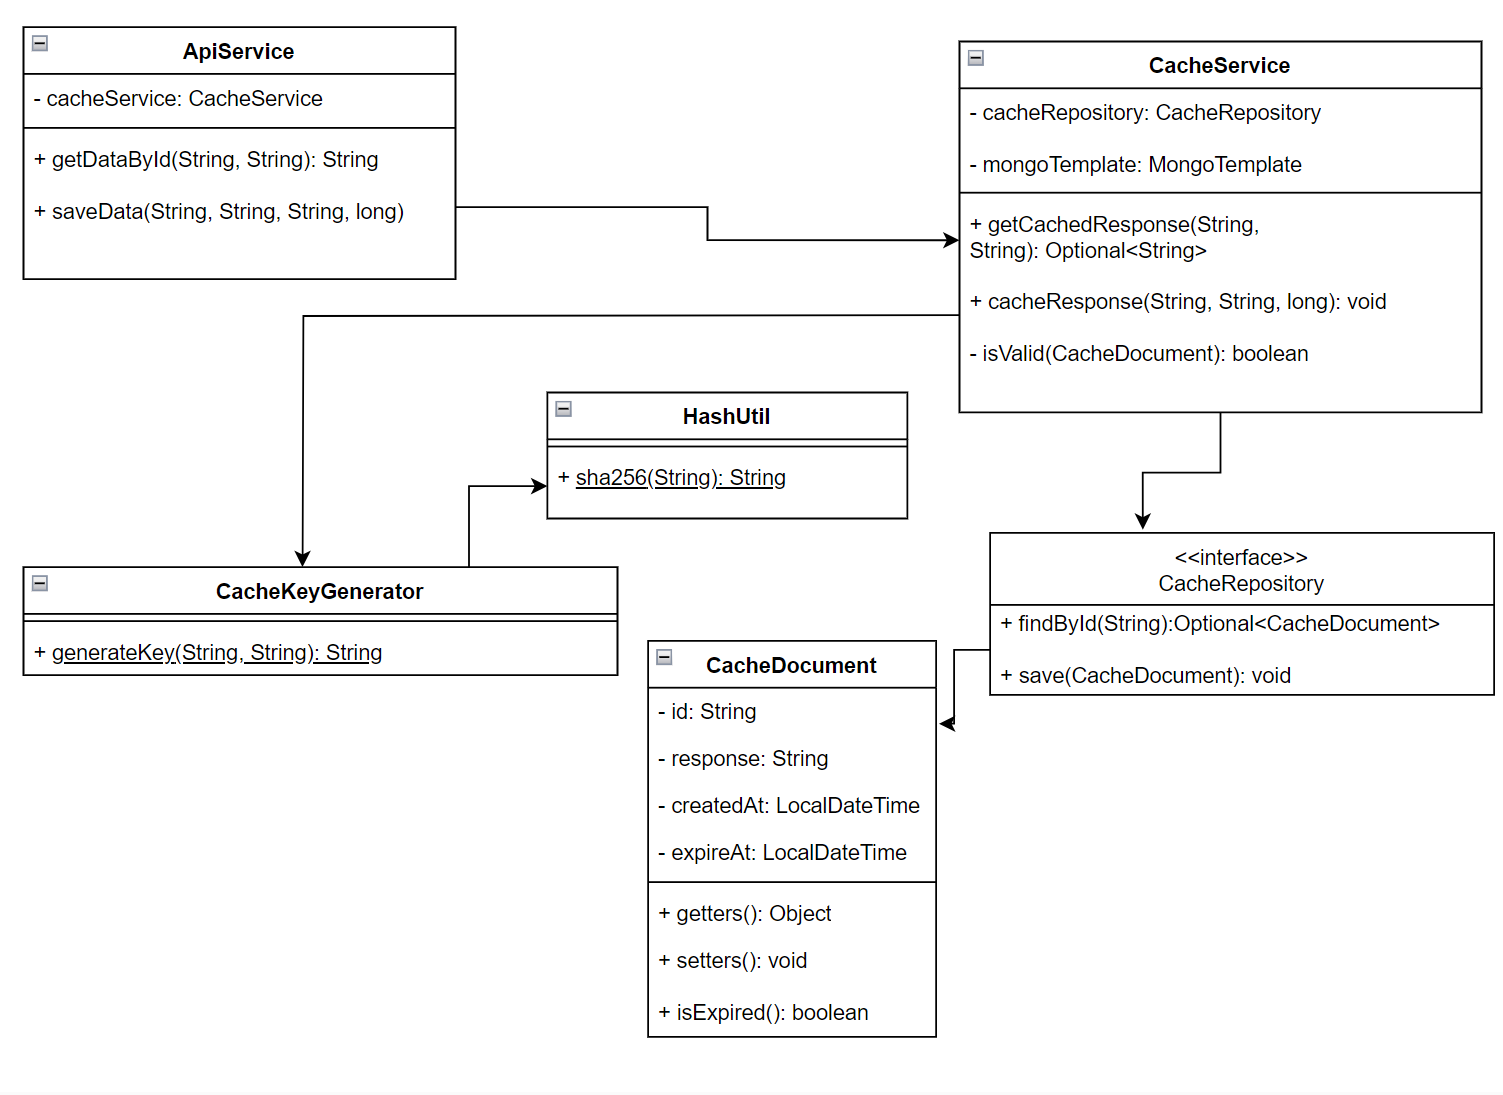 ApiService
- cacheService: CacheService
+ getDataById(String, String): String
+ saveData(String, String, String, long)
CacheService
- cacheRepository: CacheRepository
- mongoTemplate: MongoTemplate
+ getCachedResponse(String,
String): Optional<String>
+ cacheResponse(String, String, long): void
- isValid(CacheDocument): boolean
HashUtil
+ sha256(String): String
CacheKeyGenerator
+ generateKey(String, String): String
<<interface>>
CacheRepository
+ findById(String):Optional<CacheDocument>
+ save(CacheDocument): void
CacheDocument
- id: String
- response: String
- createdAt: LocalDateTime
- expireAt: LocalDateTime
+ getters(): Object
+ setters(): void
+ isExpired(): boolean